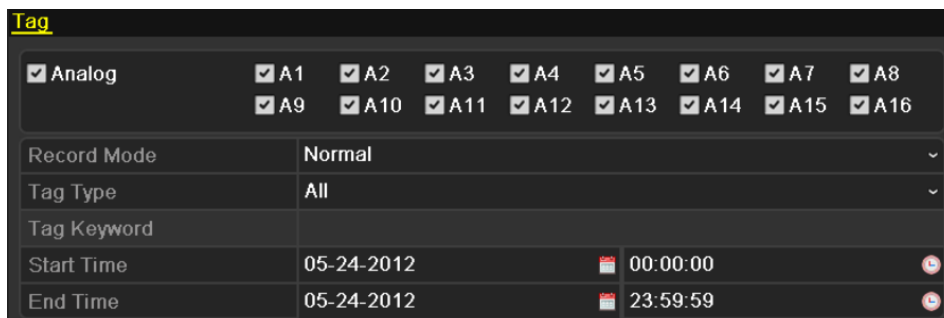 Tag
Analog A1 A2 A3 A4 A5 A6 A7 A8
A9 A10 A11 A12 A13 A14 A15 A16
Record Mode Normal
Tag Type All
Tag Keyword
Start Time 05-24-2012 00:00:00
End Time 05-24-2012 23:59:59